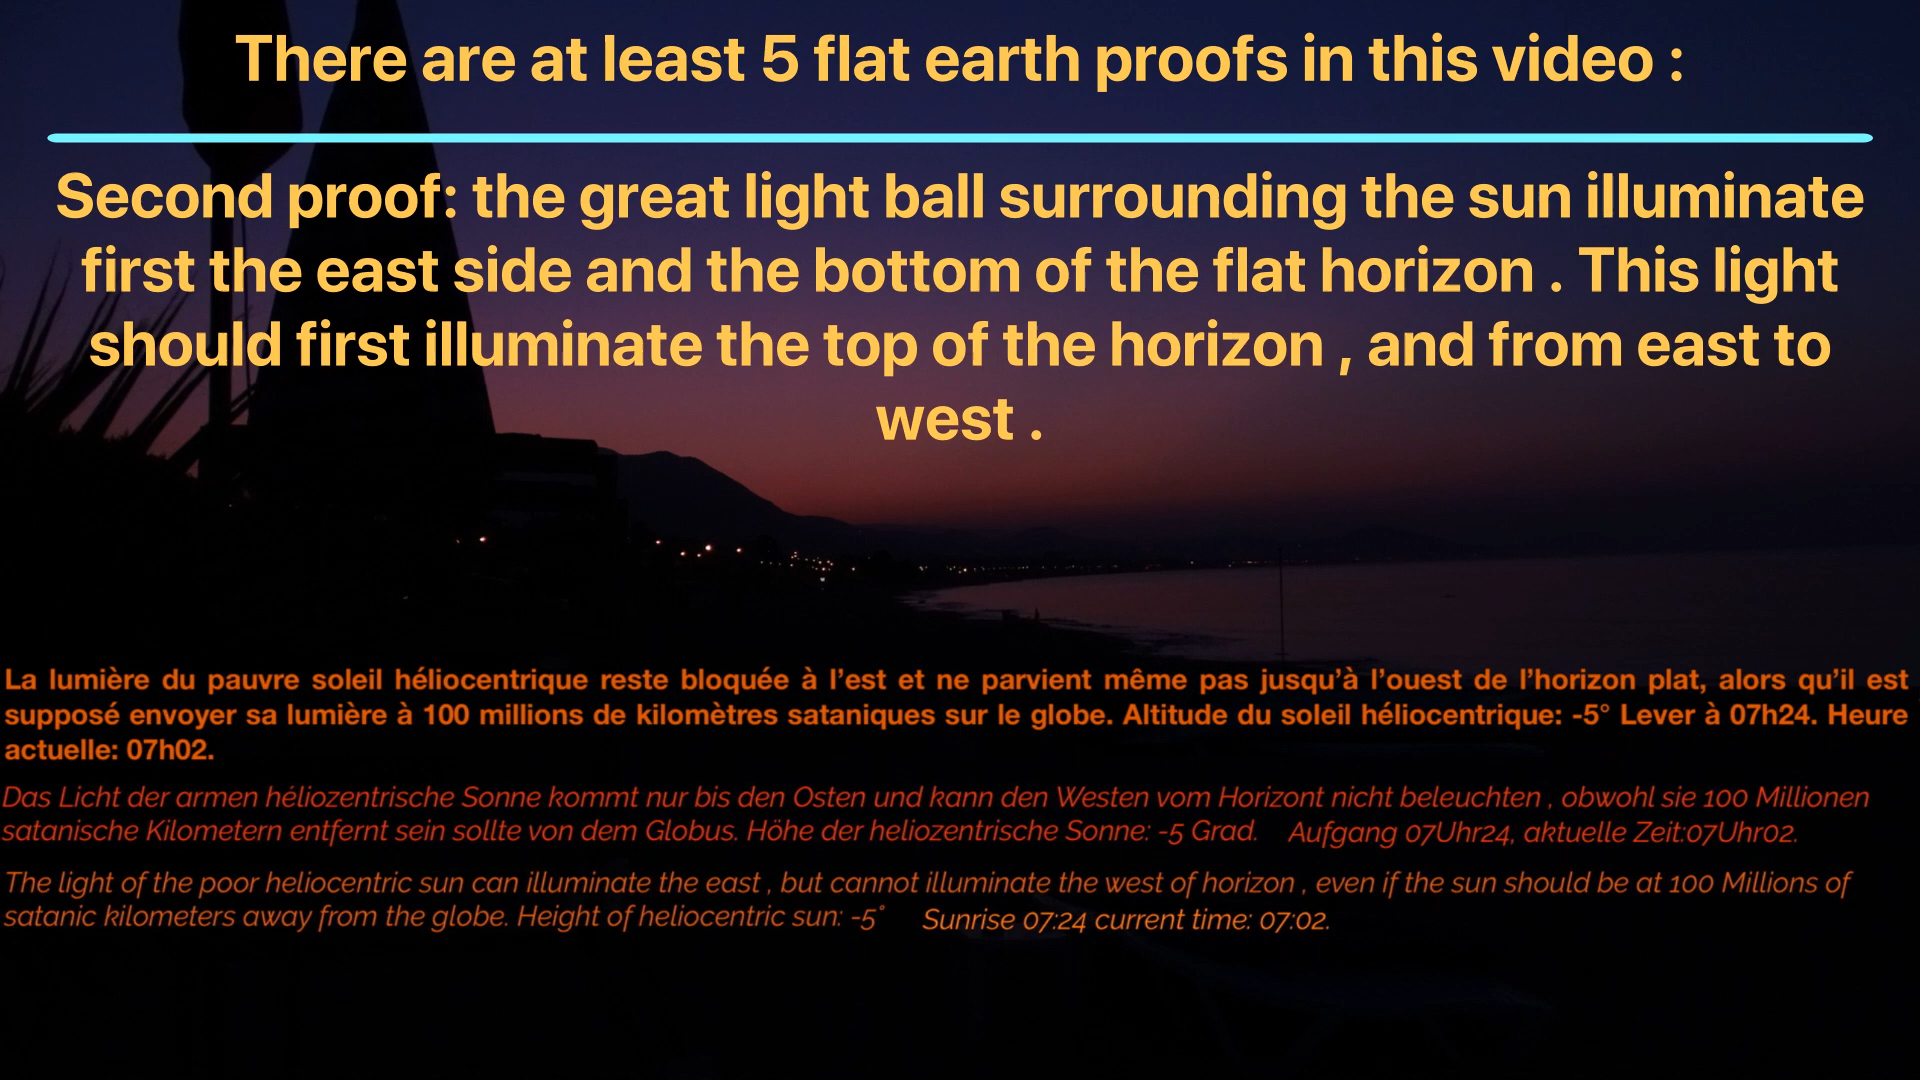 There are at least 5 flat earth proofs in this video :
Second proof: the great light ball surrounding the sun illuminate
first the east side and the bottom of the flat horizon . This light
should first illuminate the top of the horizon , and from east to
west .
La lumière du pauvre soleil héliocentrique reste bloquée à l’est et ne parvient même pas jusqu’à l’ouest de l’horizon plat, alors qu’il est
supposé envoyer sa lumière à 100 millions de kilomètres sataniques sur le globe. Altitude du soleil héliocentrique: -5° Lever à 07h24. Heure
actuelle: 07h02.
Das Licht der armen héliozentrische Sonne kommt nur bis den Osten und kann den Westen vom Horizont nicht beleuchten , obwohl sie 100 Millionen
satanische Kilometern entfernt sein sollte von dem Globus. Höhe der heliozentrische Sonne: -5 Grad. Aufgang 07Uhr24, aktuelle Zeit:07Uhr02.
The light of the poor heliocentric sun can illuminate the east , but cannot illuminate the west of horizon , even if the sun should be at 100 Millions of
satanic kilometers away from the globe. Height of heliocentric sun: -5° Sunrise 07:24 current time: 07:02.